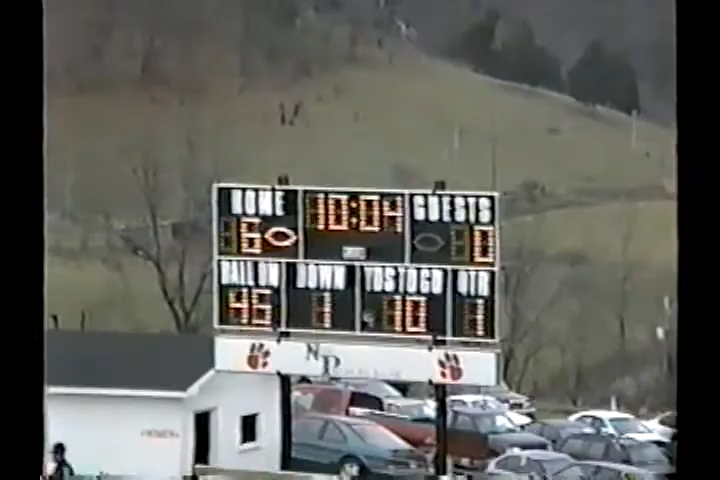 HOME 10:04 GUESTS
6 0
BALL ON DOWN YDS TO GO QTR
45 1 10 1
NP